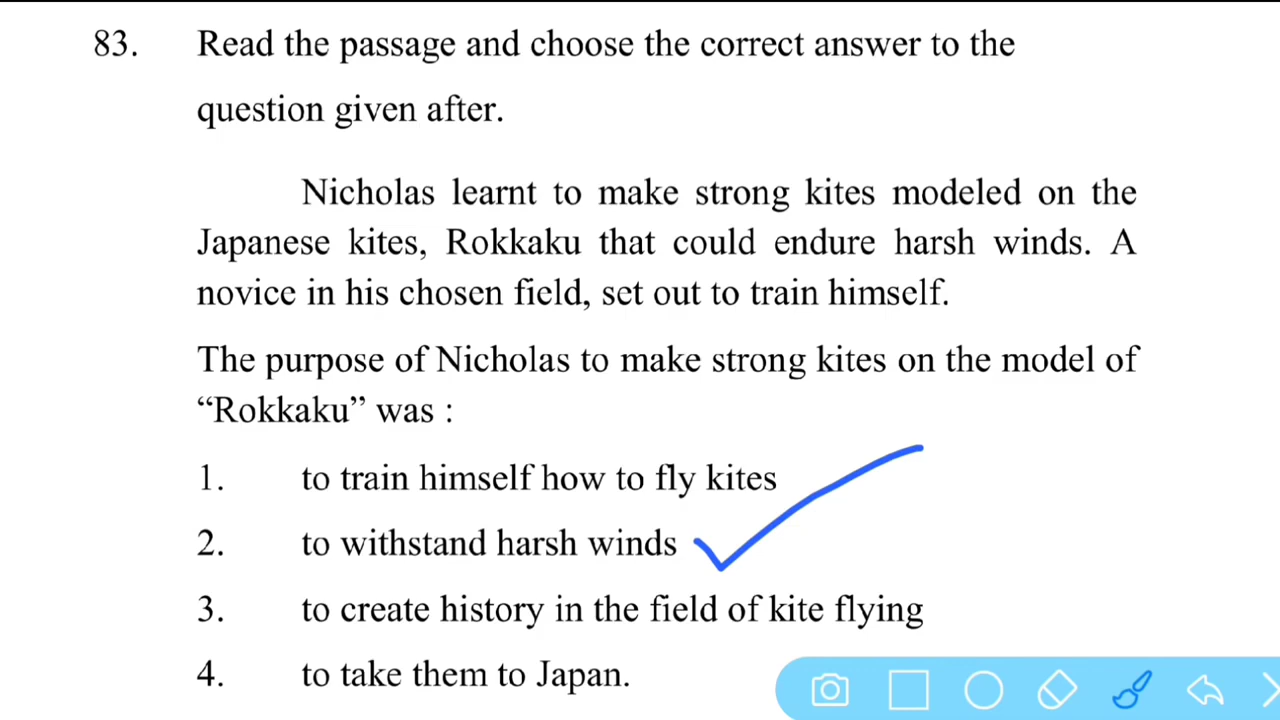 83. Read the passage and choose the correct answer to the
question given after.
Nicholas learnt to make strong kites modeled on the
Japanese kites, Rokkaku that could endure harsh winds. A
novice in his chosen field, set out to train himself.
The purpose of Nicholas to make strong kites on the model of
“Rokkaku” was :
1. to train himself how to fly kites
2. to withstand harsh winds
3. to create history in the field of kite flying
4. to take them to Japan.